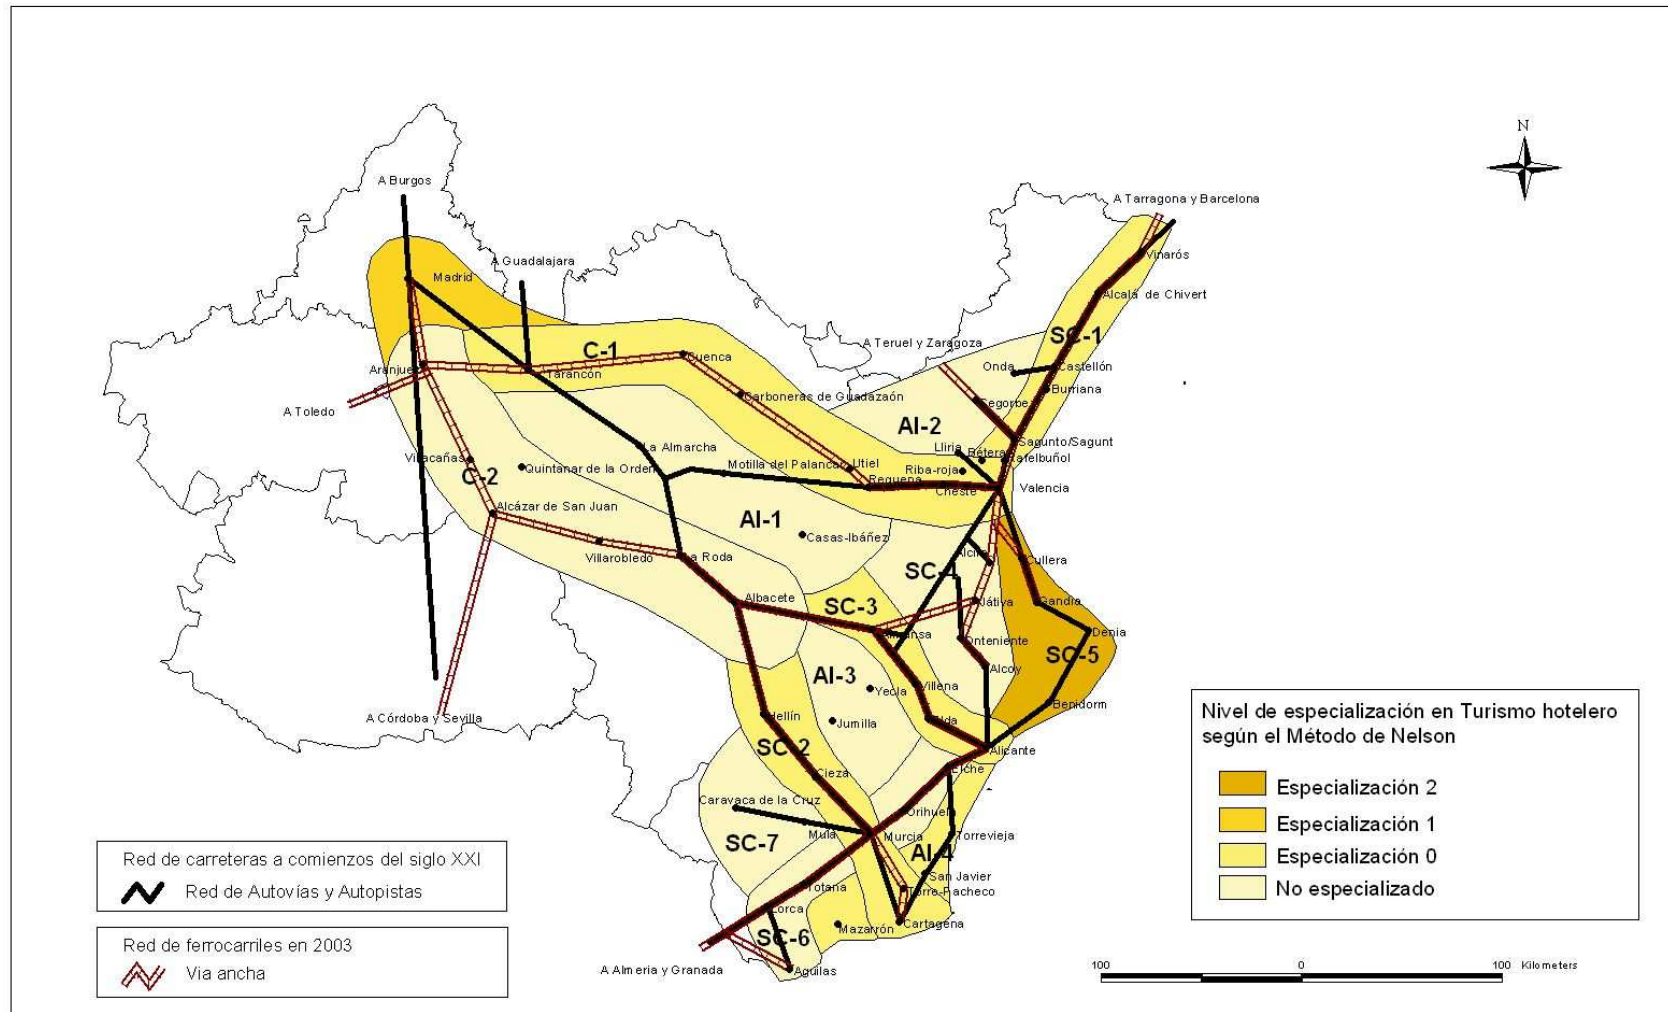 N
A Burgos
A Tarragona y Barcelona
A Guadalajara
Madrid
Vinarós
Alcalá de Chivert
SC-1
A Teruel y Zaragoza
C-1
Cuenca
Aranjuez
Tarancón
Onda
Castellón
Burriana
A Toledo
Carboneras de Guadazaón
Segorbe
AI-2
Sagunto/Sagunt
La Almarcha
Lliria
Bétera
Rafelbuñol
Villacañas
Quintanar de la Orden
Motilla del Palancar
Utiel
Riba-roja
C-2
Requena
Cheste
Valencia
Alcázar de San Juan
AI-1
Casas-Ibáñez
Villarobledo
La Roda
Alcira
Cullera
SC-4
Albacete
SC-3
Játiva
Gandia
Almansa
Onteniente
Denia
SC-5
AI-3
Alcoy
Yecla
Villena
Benidorm
A Córdoba y Sevilla
Hellín
Jumilla
Elda
SC-2
Alicante
Cieza
Elche
Caravaca de la Cruz
Orihuela
Mula
Murcia
Torrevieja
SC-7
AI-4
San Javier
Totana
Torre-Pacheco
Lorca
Mazarrón
Cartagena
SC-6
A Almeria y Granada
Aguilas
Nivel de especialización en Turismo hotelero
según el Método de Nelson
Especialización 2
Especialización 1
Especialización 0
No especializado
Red de carreteras a comienzos del siglo XXI
Red de Autovías y Autopistas
Red de ferrocarriles en 2003
Via ancha
100 0 100 Kilometers